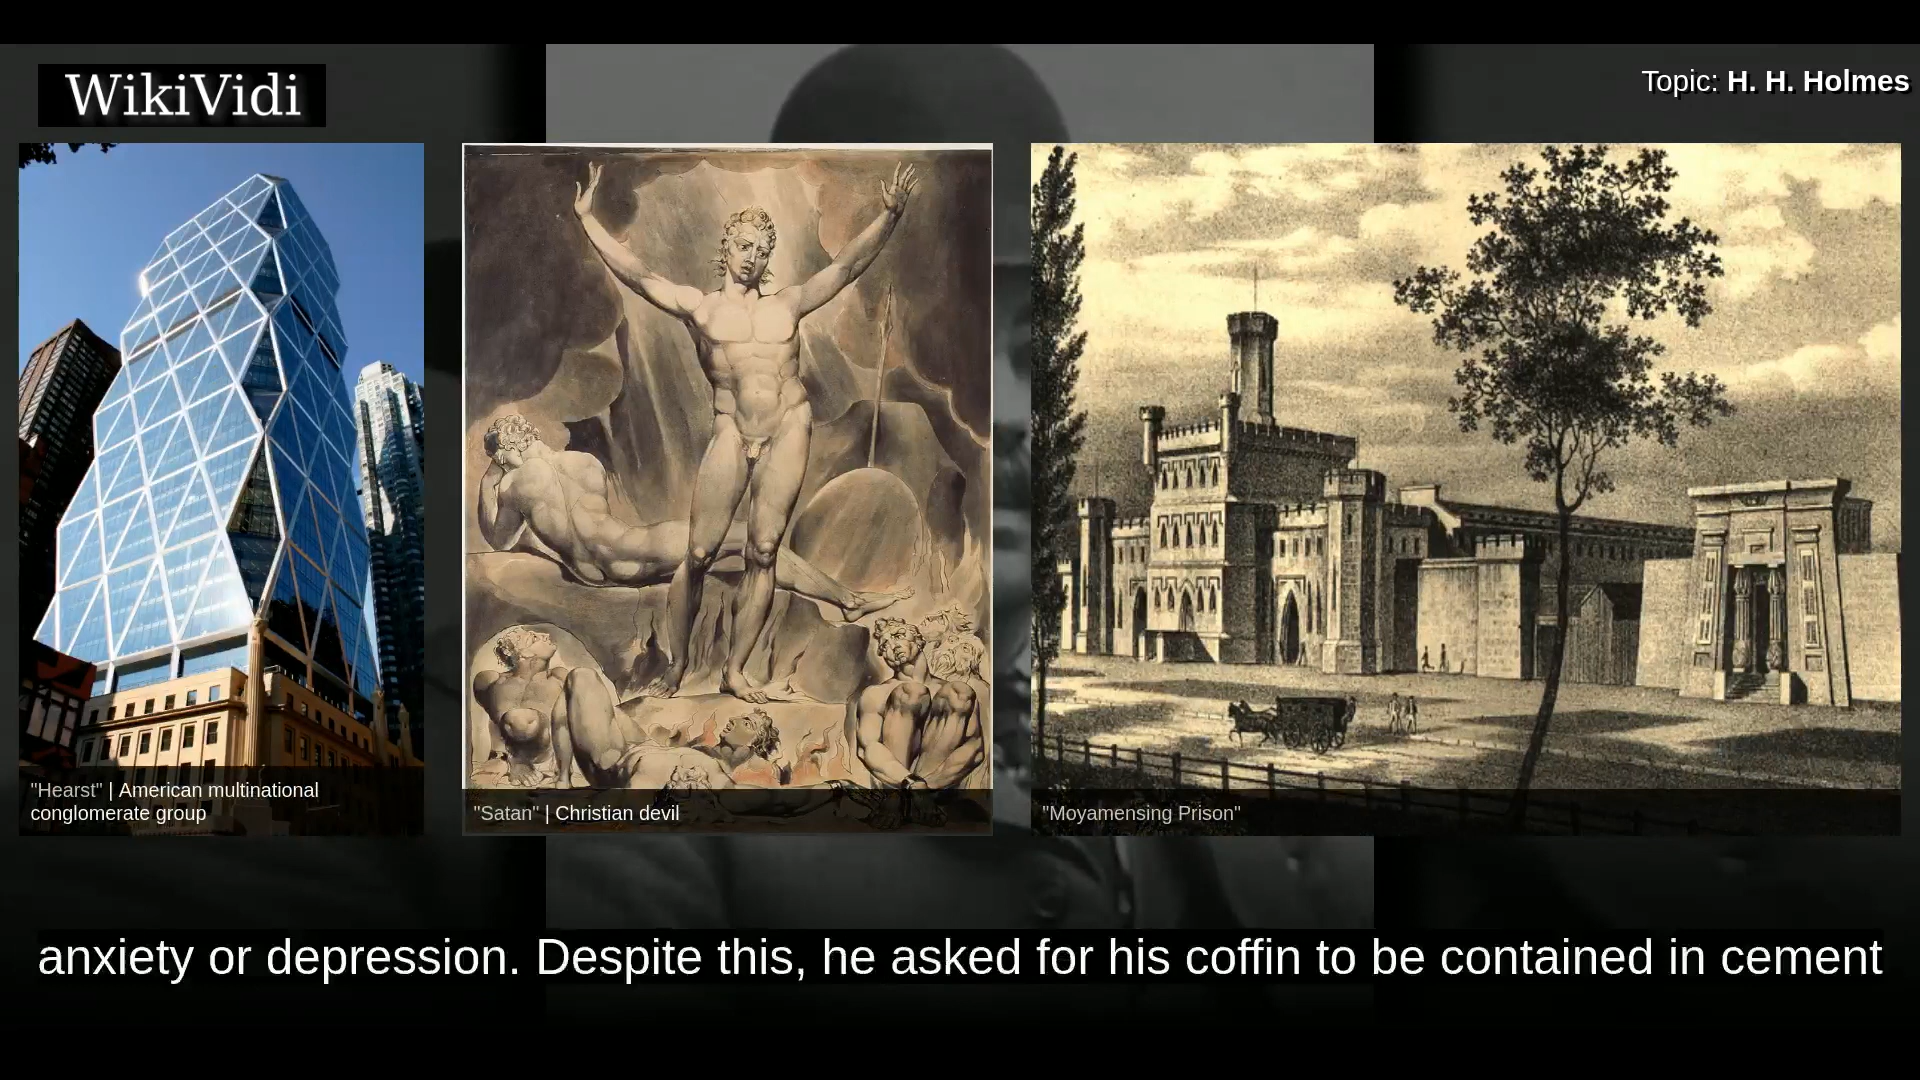 WikiVidi
Topic: H. H. Holmes
"Hearst" | American multinational
conglomerate group
"Satan" | Christian devil
"Moyamensing Prison"
anxiety or depression. Despite this, he asked for his coffin to be contained in cement